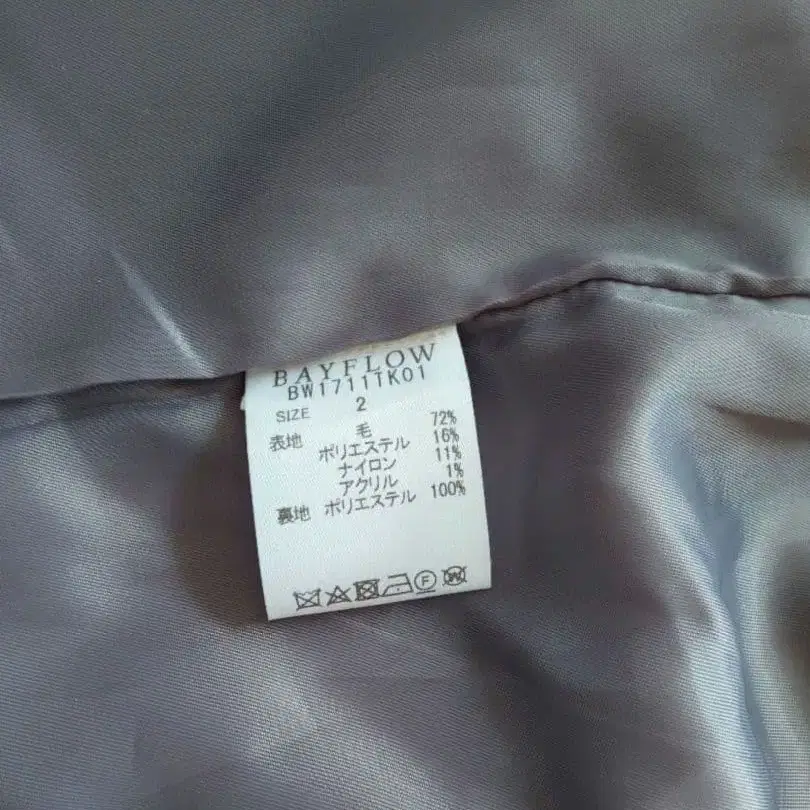 BAYFLOW
BW1711TK01
SIZE 2
表地 毛 72%
ポリエステル 16%
ナイロン 11%
アクリル 1%
裏地 ポリエステル 100%
F W